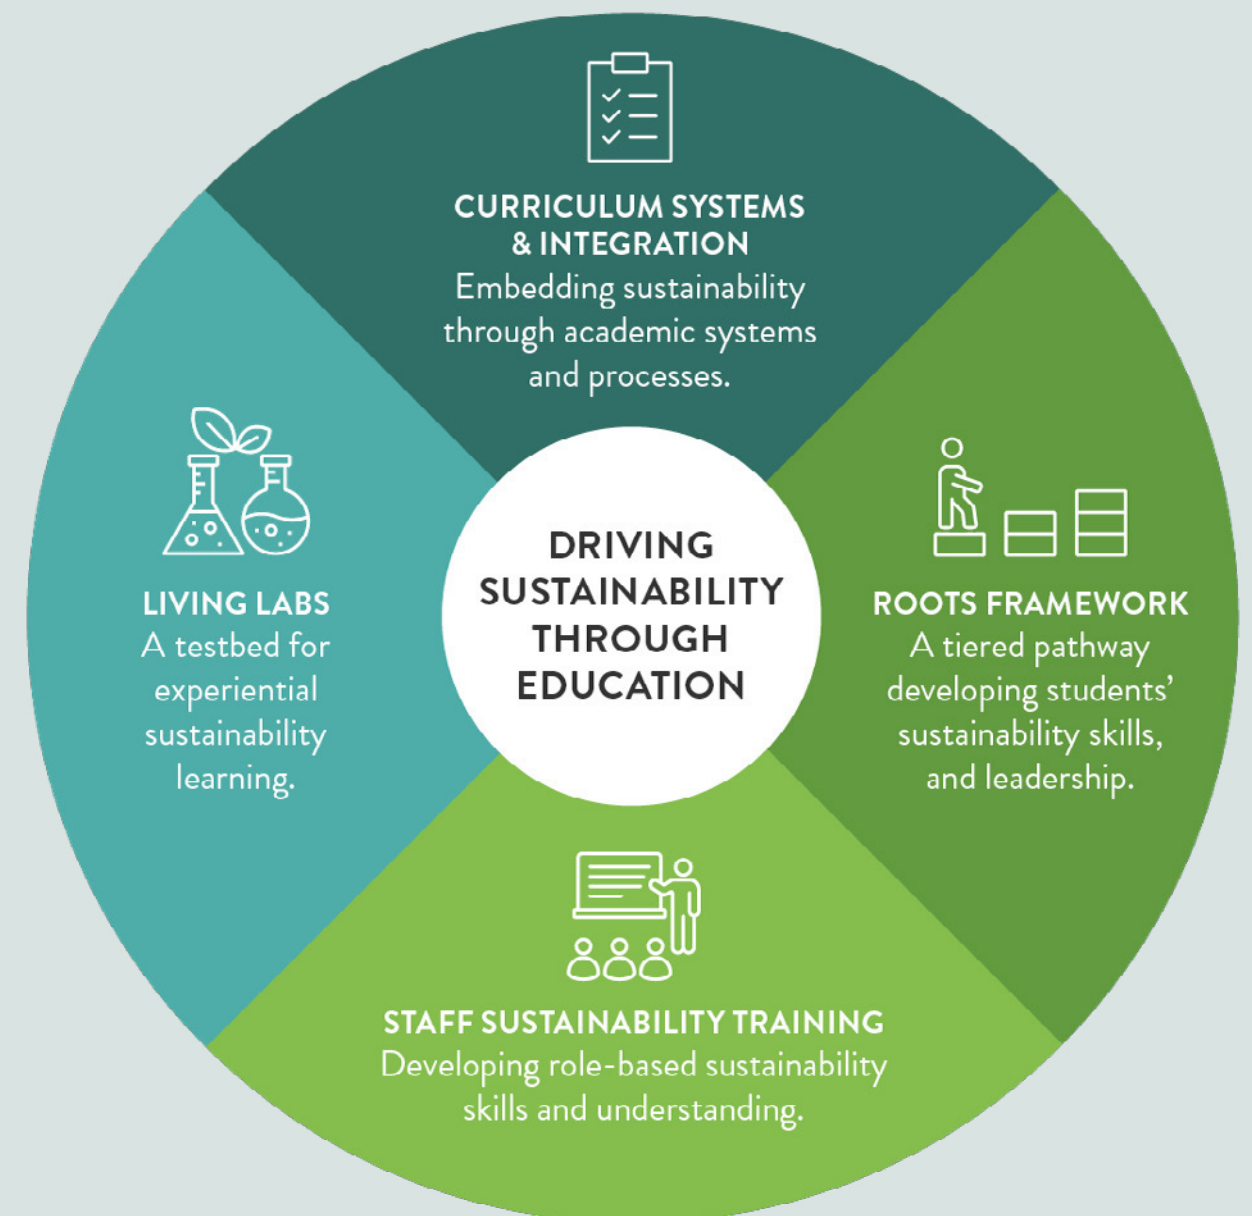 CURRICULUM SYSTEMS
& INTEGRATION
Embedding sustainability
through academic systems
and processes.
LIVING LABS
A testbed for
experiential
sustainability
learning.
DRIVING
SUSTAINABILITY
THROUGH
EDUCATION
ROOTS FRAMEWORK
A tiered pathway
developing students’
sustainability skills,
and leadership.
STAFF SUSTAINABILITY TRAINING
Developing role-based sustainability
skills and understanding.